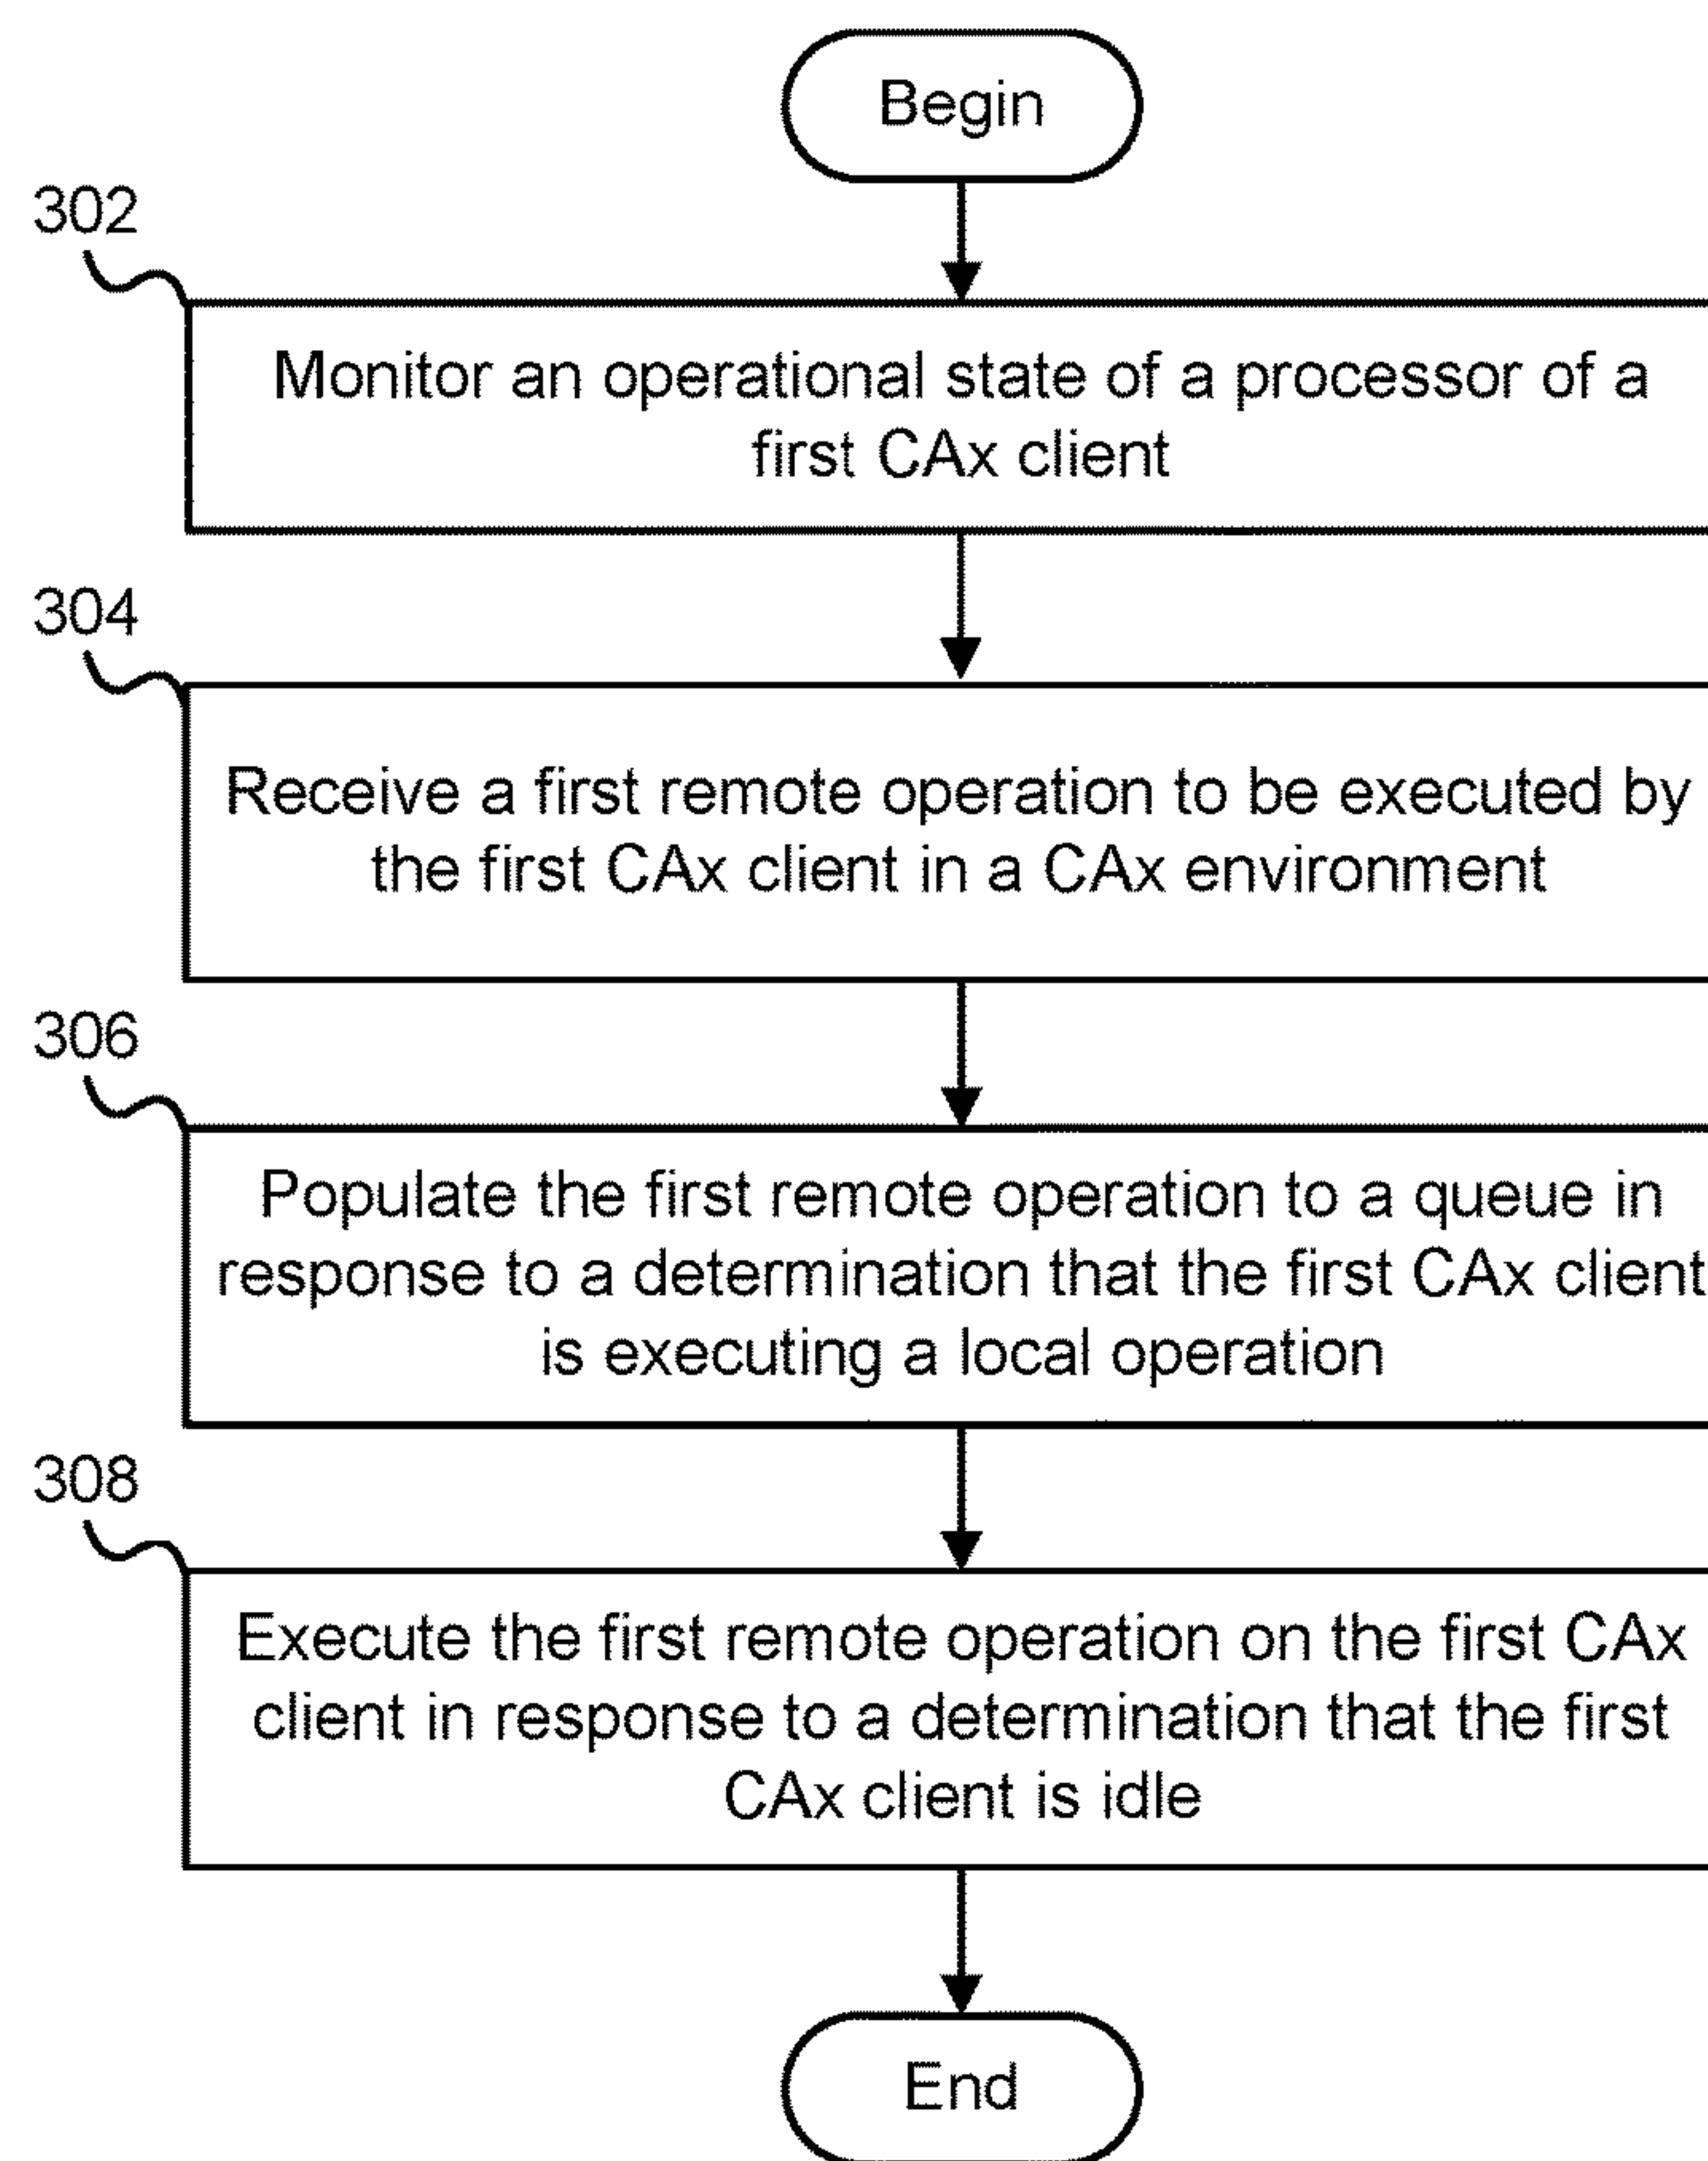 Begin
302
Monitor an operational state of a processor of a
first CAx client
304
Receive a first remote operation to be executed by
the first CAx client in a CAx environment
306
Populate the first remote operation to a queue in
response to a determination that the first CAx client
is executing a local operation
308
Execute the first remote operation on the first CAx
client in response to a determination that the first
CAx client is idle
End